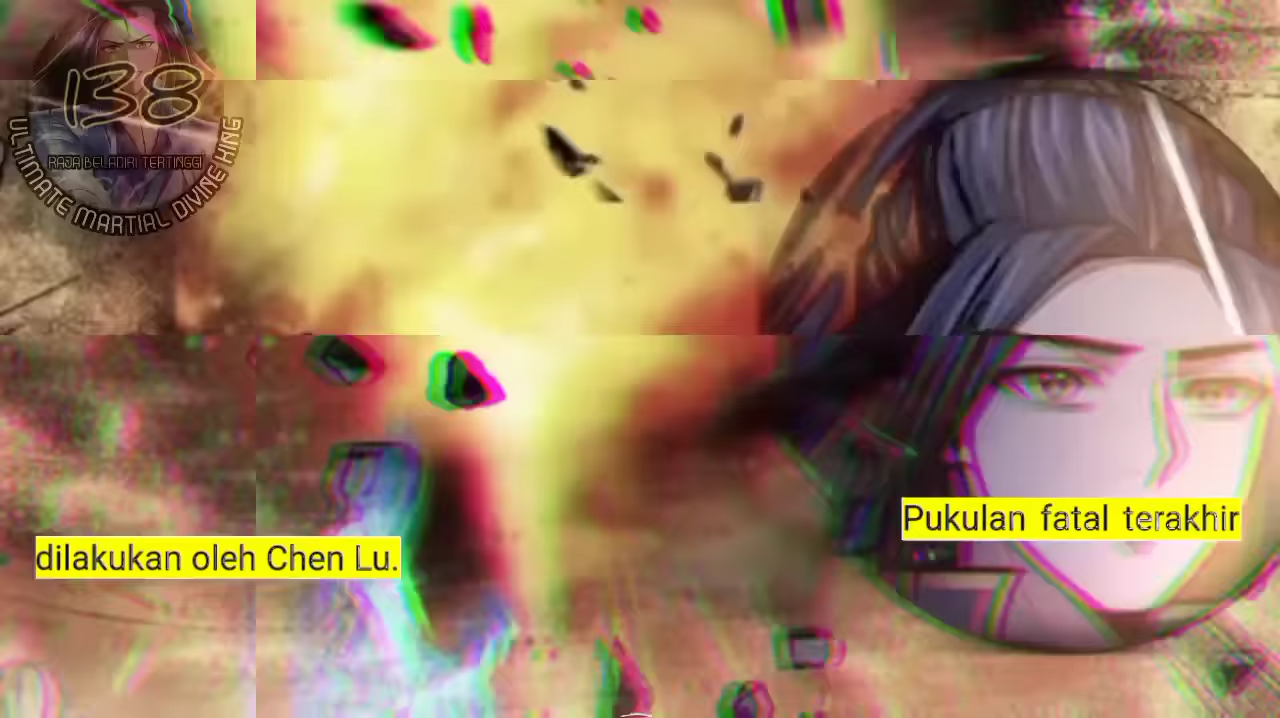 138
RAJA BELADIRI TERTINGGI
ULTIMATE MARTIAL DIVINE KING
Pukulan fatal terakhir
dilakukan oleh Chen Lu.